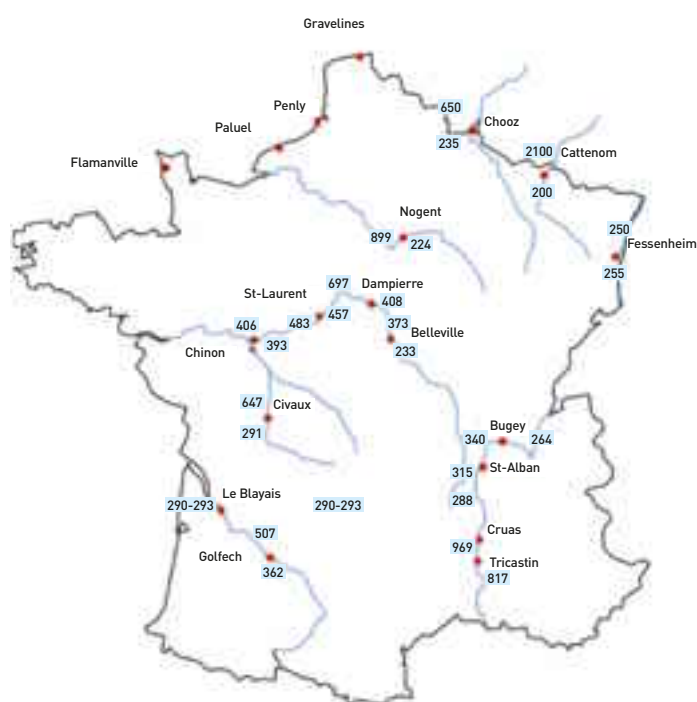 Gravelines
Penly
650
Chooz
Paluel
235
2100
Cattenom
Flamanville
200
Nogent
250
899
224
Fessenheim
255
697
Dampierre
St-Laurent
408
483
457
373
406
Belleville
393
233
Chinon
647
Civaux
291
Bugey
340
264
315
St-Alban
Le Blayais
288
290-293
290-293
507
Cruas
969
Golfech
Tricastin
362
817